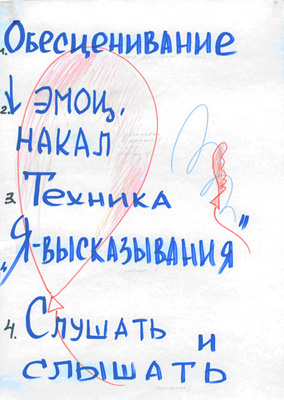 1. Обесценивание
2. ↓ эмоц.
накал
3. Техника
„Я-высказывания"
4. Слушать и
слышать